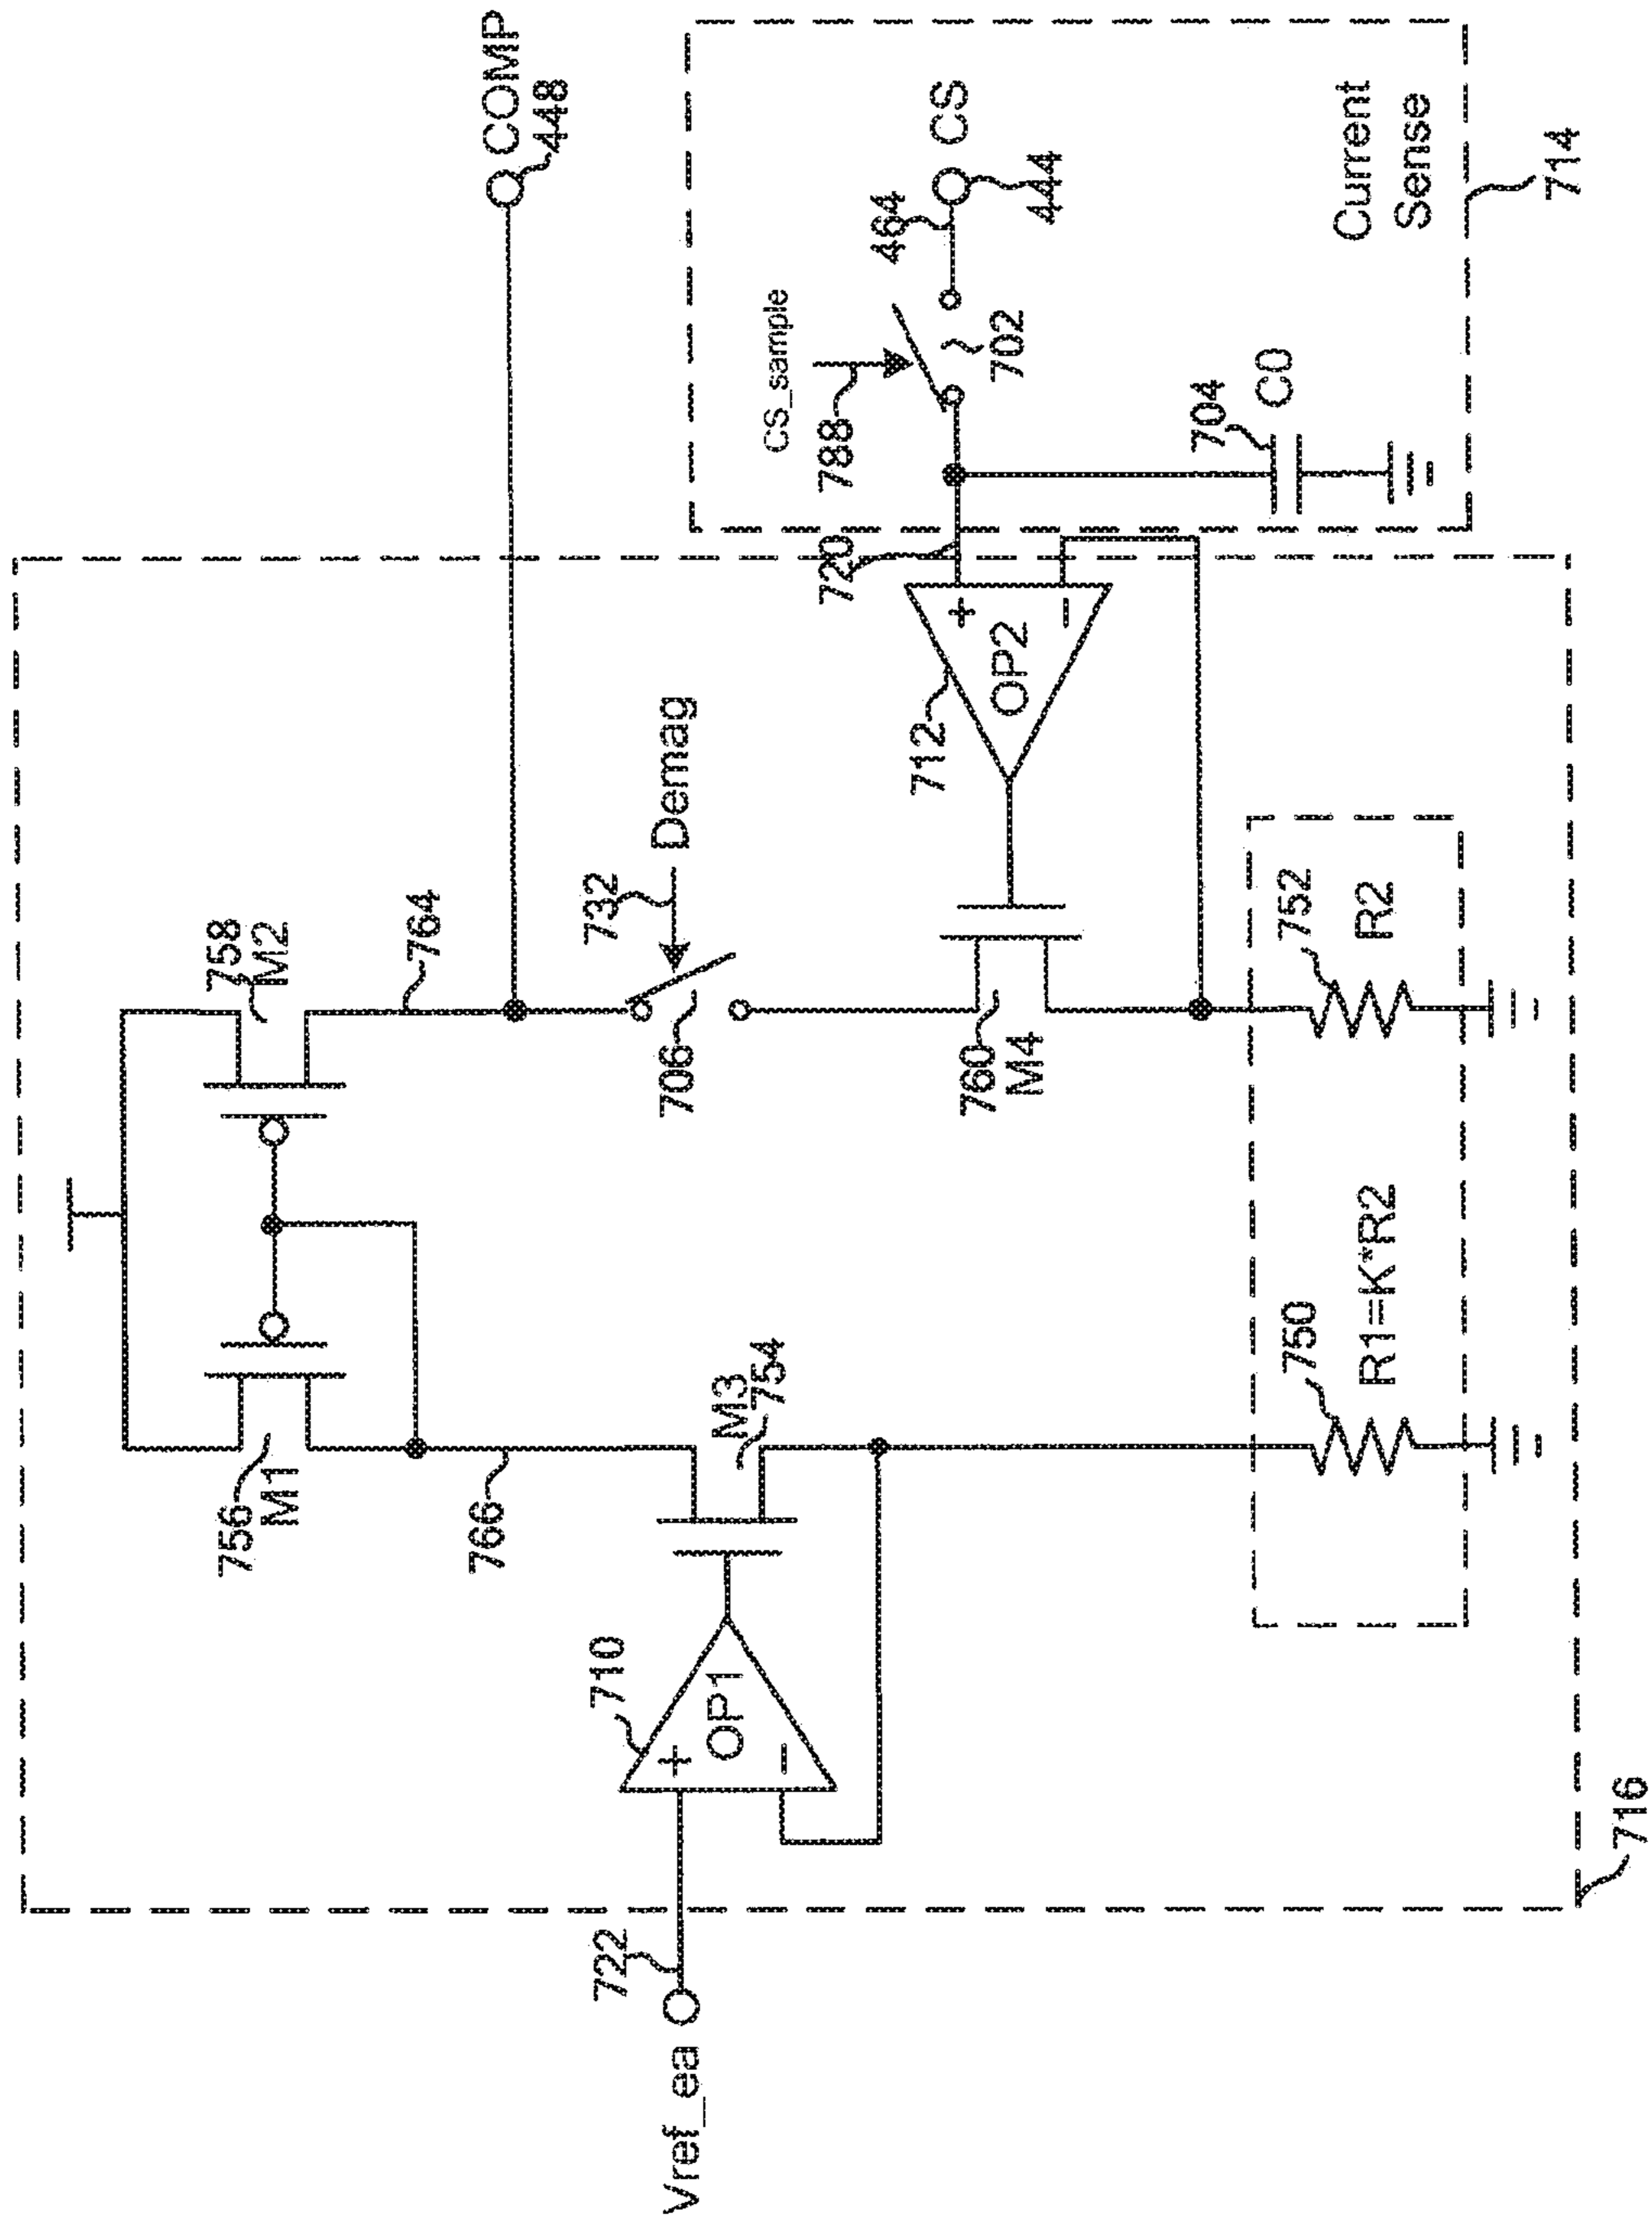 COMP
448
CS
464
444
CS_sample
788
702
704
C0
Current
Sense
714
720
OP2
+
−
712
Demag
732
706
758
M2
764
760
M4
752
R2
756
M1
766
M3
754
750
R1=K*R2
710
OP1
+
−
722
Vref_ea
716